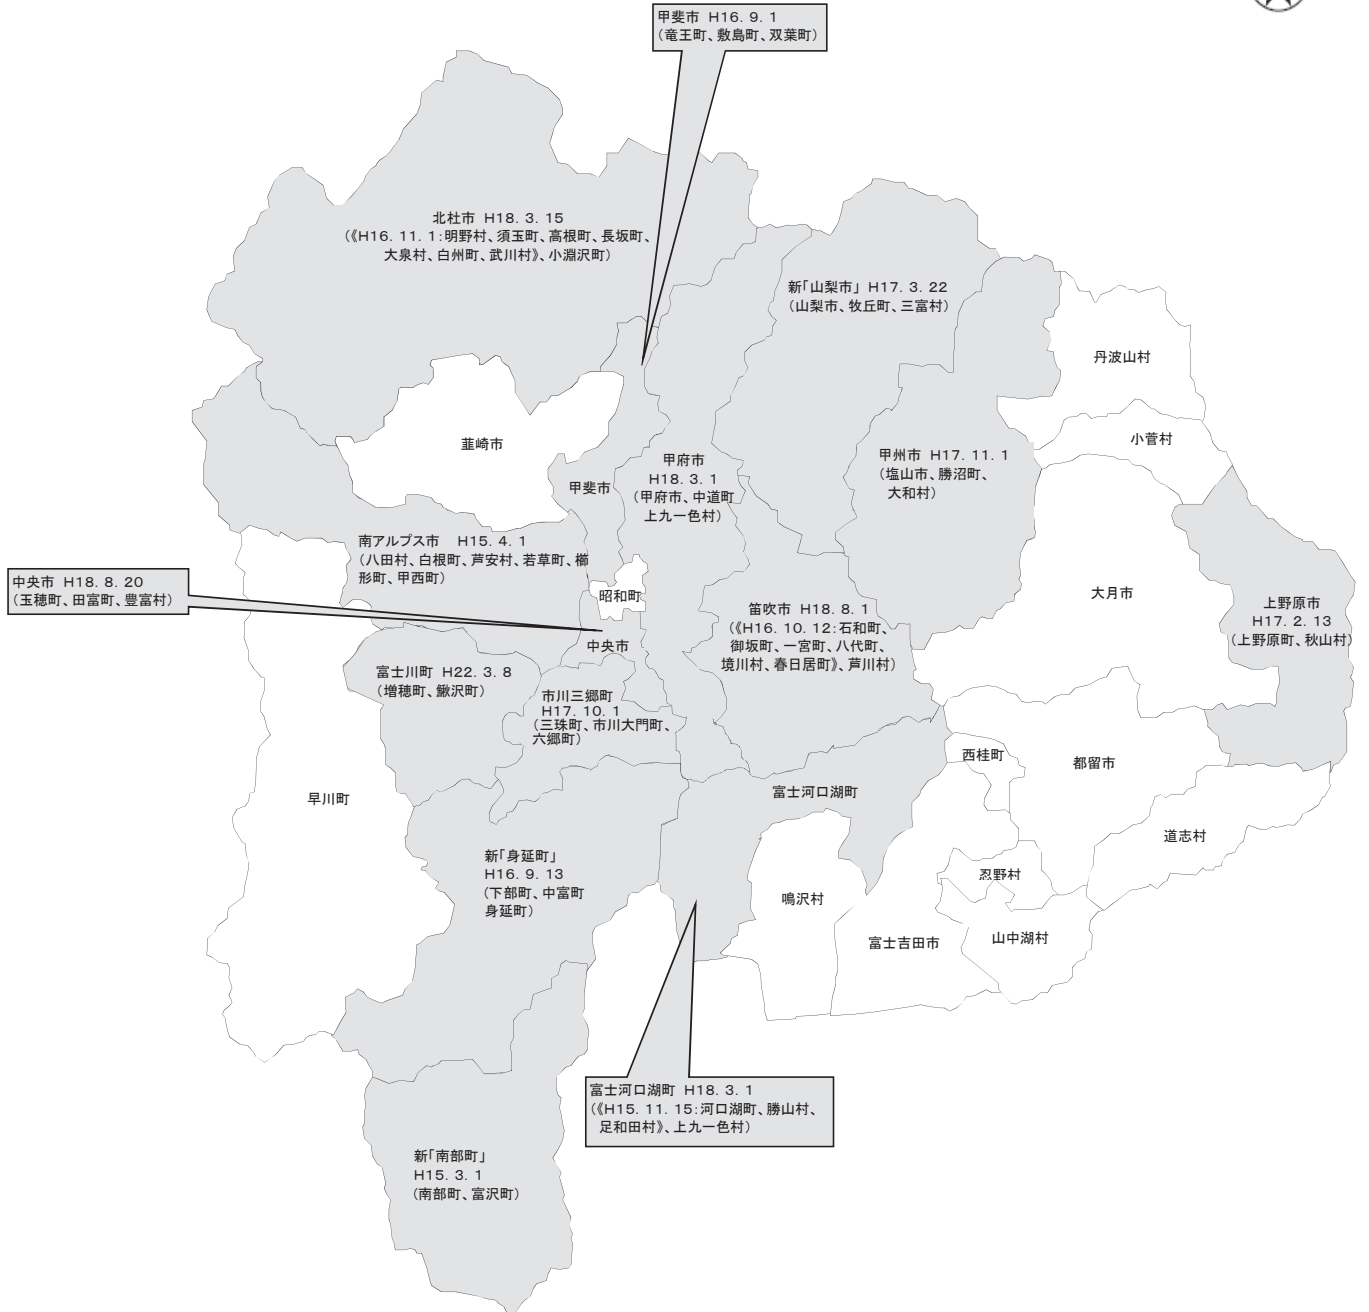 甲斐市 H16. 9. 1
（竜王町、敷島町、双葉町）
北杜市 H18. 3. 15
（《H16. 11. 1：明野村、須玉町、高根町、長坂町、
大泉村、白州町、武川村》、小淵沢町）
新「山梨市」 H17. 3. 22
（山梨市、牧丘町、三富村）
丹波山村
小菅村
韮崎市
甲州市 H17. 11. 1
（塩山市、勝沼町、
大和村）
甲府市
H18. 3. 1
（甲府市、中道町
上九一色村）
甲斐市
南アルプス市 H15. 4. 1
（八田村、白根町、芦安村、若草町、櫛
形町、甲西町）
中央市 H18. 8. 20
（玉穂町、田富町、豊富村）
昭和町
大月市
上野原市
H17. 2. 13
（上野原町、秋山村）
笛吹市 H18. 8. 1
（《H16. 10. 12：石和町、
御坂町、一宮町、八代町、
境川村、春日居町》、芦川村）
中央市
富士川町 H22. 3. 8
（増穂町、鰍沢町）
市川三郷町
H17. 10. 1
（三珠町、市川大門町、
六郷町）
西桂町
都留市
早川町
富士河口湖町
道志村
新「身延町」
H16. 9. 13
（下部町、中富町
身延町）
忍野村
鳴沢村
富士吉田市
山中湖村
富士河口湖町 H18. 3. 1
（《H15. 11. 15：河口湖町、勝山村、
足和田村》、上九一色村）
新「南部町」
H15. 3. 1
（南部町、富沢町）